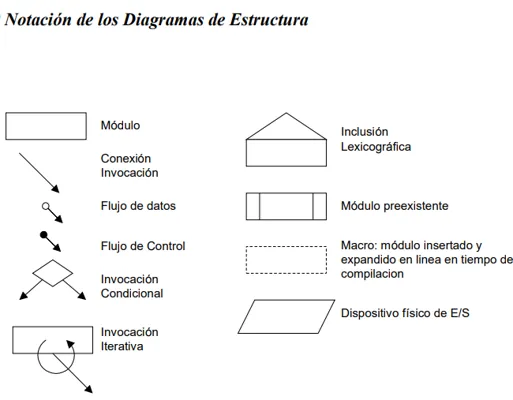 Notación de los Diagramas de Estructura
Módulo
Conexión
Invocación
Flujo de datos
Flujo de Control
Invocación
Condicional
Invocación
Iterativa
Inclusión
Lexicográfica
Módulo preexistente
Macro: módulo insertado y
expandido en linea en tiempo de
compilacion
Dispositivo físico de E/S